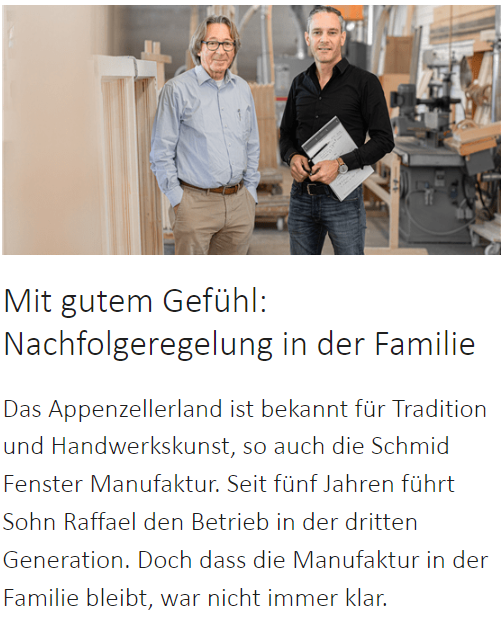 Mit gutem Gefühl:
Nachfolgeregelung in der Familie
Das Appenzellerland ist bekannt für Tradition
und Handwerkskunst, so auch die Schmid
Fenster Manufaktur. Seit fünf Jahren führt
Sohn Raffael den Betrieb in der dritten
Generation. Doch dass die Manufaktur in der
Familie bleibt, war nicht immer klar.